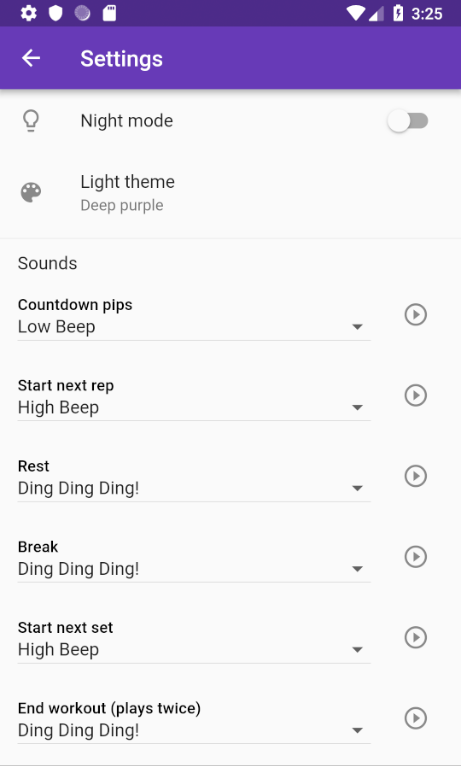 3:25
Settings
Night mode
Light theme
Deep purple
Sounds
Countdown pips
Low Beep
Start next rep
High Beep
Rest
Ding Ding Ding!
Break
Ding Ding Ding!
Start next set
High Beep
End workout (plays twice)
Ding Ding Ding!